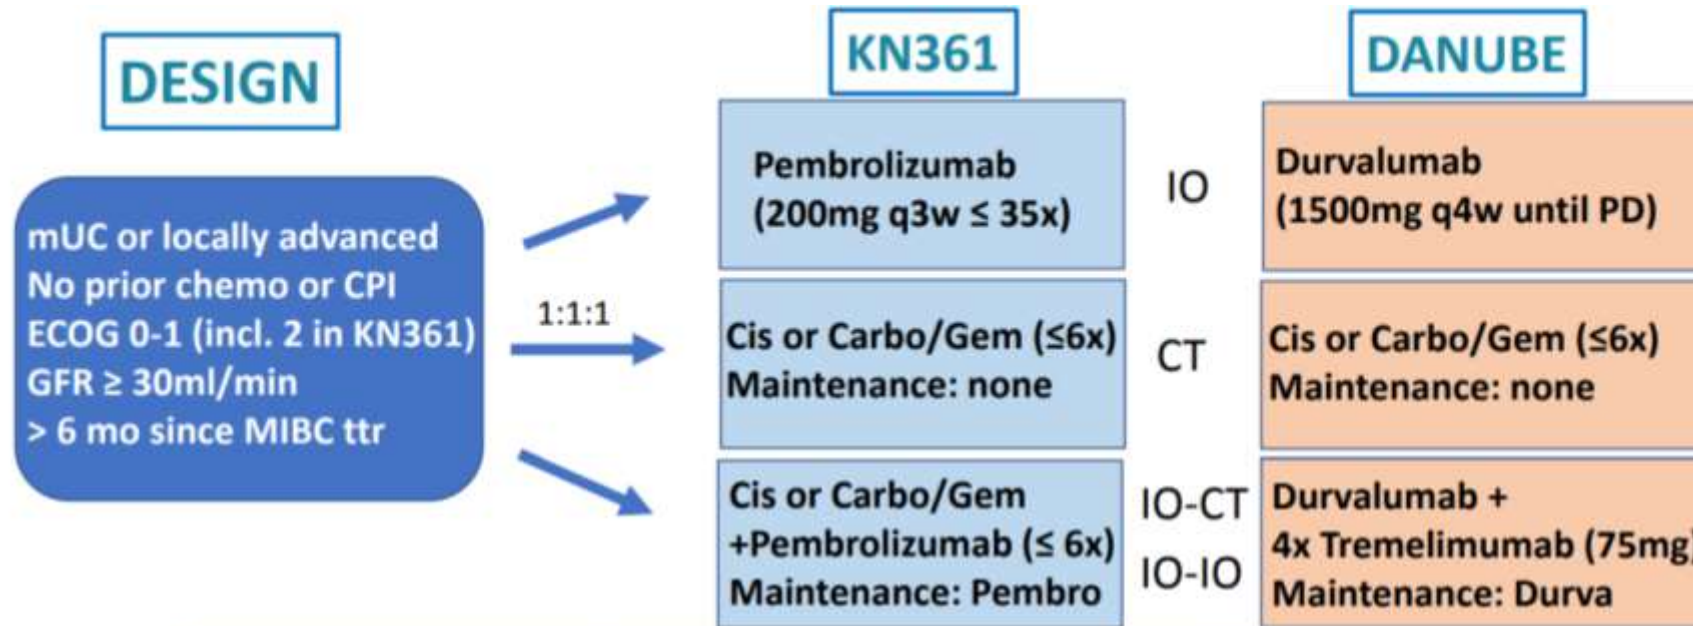 DESIGN
mUC or locally advanced
No prior chemo or CPI
ECOG 0-1 (incl. 2 in KN361)
GFR ≥ 30ml/min
> 6 mo since MIBC ttr
1:1:1
KN361
DANUBE
Pembrolizumab
(200mg q3w ≤ 35x)
IO
Durvalumab
(1500mg q4w until PD)
Cis or Carbo/Gem (≤6x)
Maintenance: none
CT
Cis or Carbo/Gem (≤6x)
Maintenance: none
Cis or Carbo/Gem
+Pembrolizumab (≤ 6x)
Maintenance: Pembro
IO-CT
IO-IO
Durvalumab +
4x Tremelimumab (75mg)
Maintenance: Durva